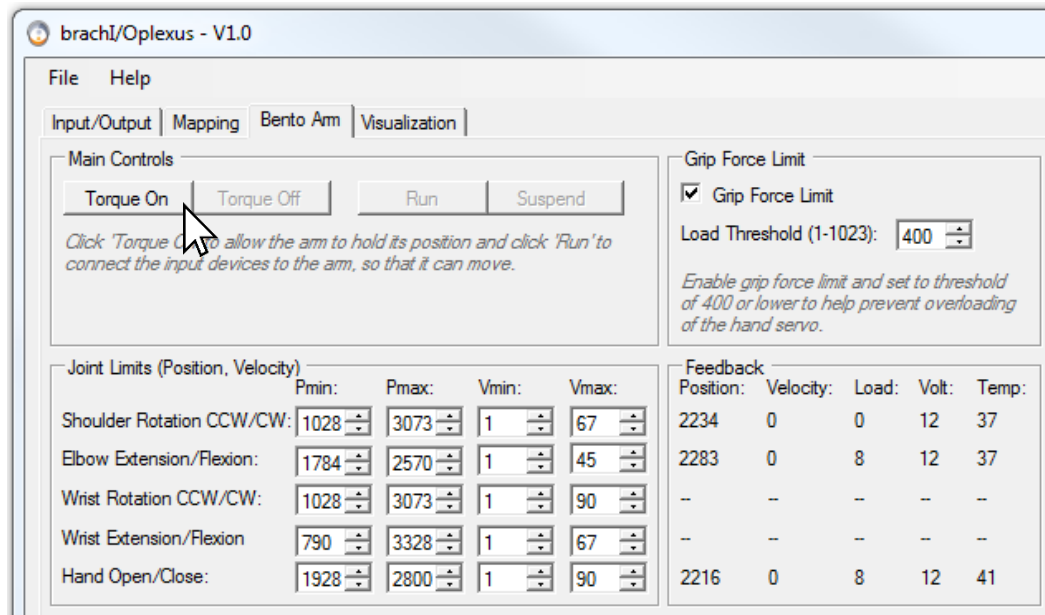 brachI/Oplexus - V1.0
File Help
Input/Output Mapping Bento Arm Visualization
Main Controls
Torque On Torque Off Run Suspend
Click 'Torque to allow the arm to hold its position and click 'Run' to
connect the input devices to the arm, so that it can move.
Grip Force Limit
Grip Force Limit
Load Threshold (1-1023): 400
Enable grip force limit and set to threshold
of 400 or lower to help prevent overloading
of the hand servo.
Joint Limits (Position, Velocity)
Pmin: Pmax: Vmin: Vmax:
Shoulder Rotation CCW/CW: 1028 3073 1 67
Elbow Extension/Flexion: 1784 2570 1 45
Wrist Rotation CCW/CW: 1028 3073 1 90
Wrist Extension/Flexion 790 3328 1 67
Hand Open/Close: 1928 2800 1 90
Feedback
Position: Velocity: Load: Volt: Temp:
2234 0 0 12 37
2283 0 8 12 37
-- -- -- -- --
-- -- -- -- --
2216 0 8 12 41